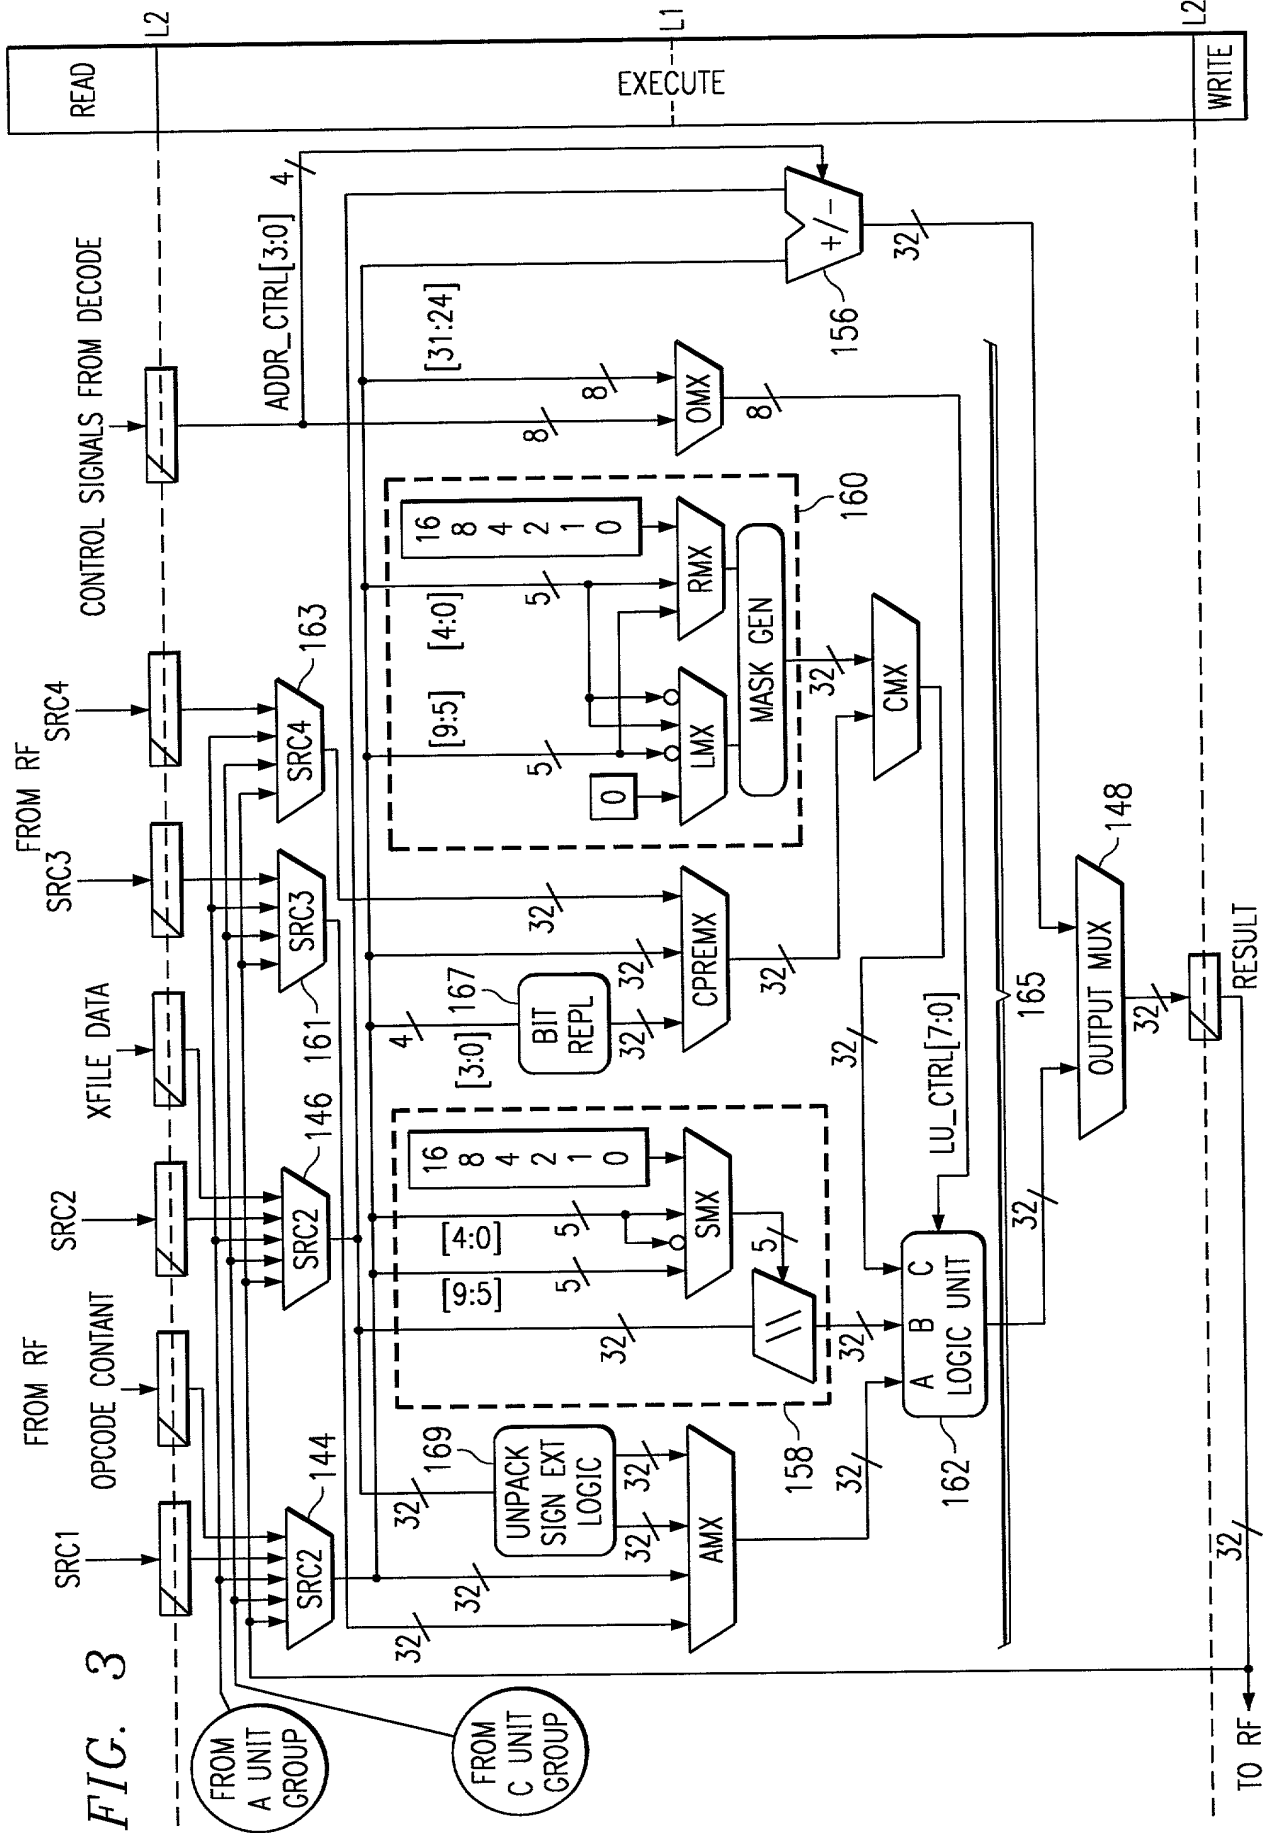 FIG. 3
FROM RF
FROM RF
SRC1
OPCODE CONTANT
SRC2
XFILE DATA
SRC3
SRC4
CONTROL SIGNALS FROM DECODE
READ
L2
FROM
A UNIT
GROUP
FROM
C UNIT
GROUP
SRC2
144
SRC2
146
SRC3
161
SRC4
163
ADDR_CTRL[3:0]
4
32
32
32
169
UNPACK
SIGN EXT
LOGIC
32
32
AMX
32
158
[9:5]
[4:0]
5
5
32
16
8
4
2
1
0
SMX
5
\\
32
4
[3:0]
167
BIT
REPL
32
32
32
CPREMX
32
[9:5]
[4:0]
5
5
0
16
8
4
2
1
0
LMX
RMX
MASK GEN
160
32
CMX
[31:24]
8
8
OMX
8
+/-
156
32
EXECUTE
L1
32
LU_CTRL[7:0]
A B C
LOGIC UNIT
162
32
165
OUTPUT MUX
148
32
L2
WRITE
RESULT
32
TO RF